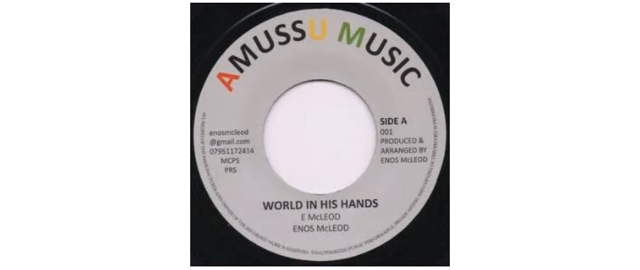 AMUSSU MUSIC
enosmcleod
@gmail.com
07951172414
MCPS
PRS
SIDE A
001
PRODUCED &
ARRANGED BY
ENOS McLEOD
WORLD IN HIS HANDS
E McLEOD
ENOS McLEOD